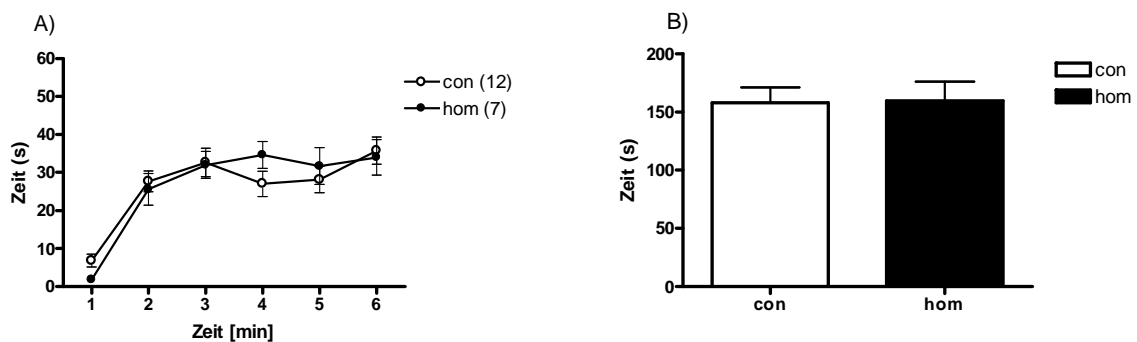 A)
60
50
40
30
20
10
0
Zeit (s)
1 2 3 4 5 6
Zeit [min]
con (12)
hom (7)
B)
200
150
100
50
0
Zeit (s)
con hom
con
hom